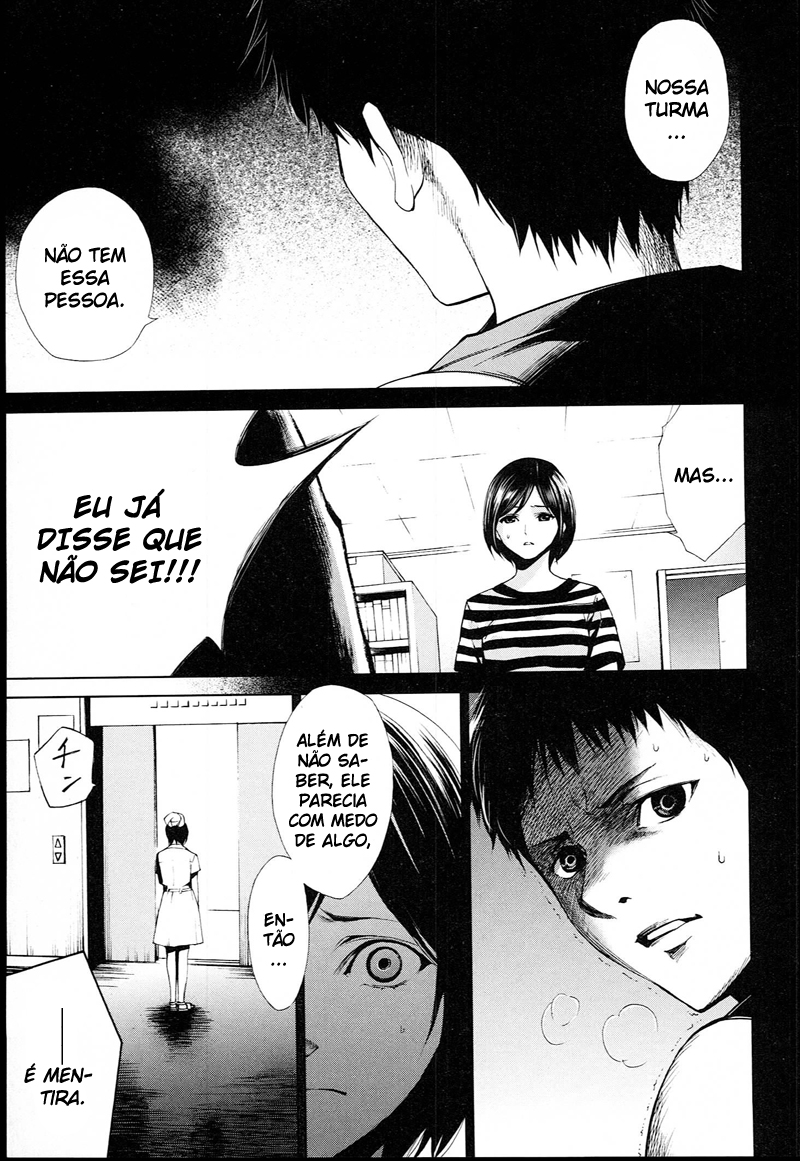 NOSSA
TURMA
...
NÃO TEM
ESSA
PESSOA.
MAS...
EU JÁ
DISSE QUE
NÃO SEI!!!
ALÉM DE
NÃO SA-
BER, ELE
PARECIA
COM MEDO
DE ALGO,
EN-
TÃO
...
チン
É MEN-
TIRA.